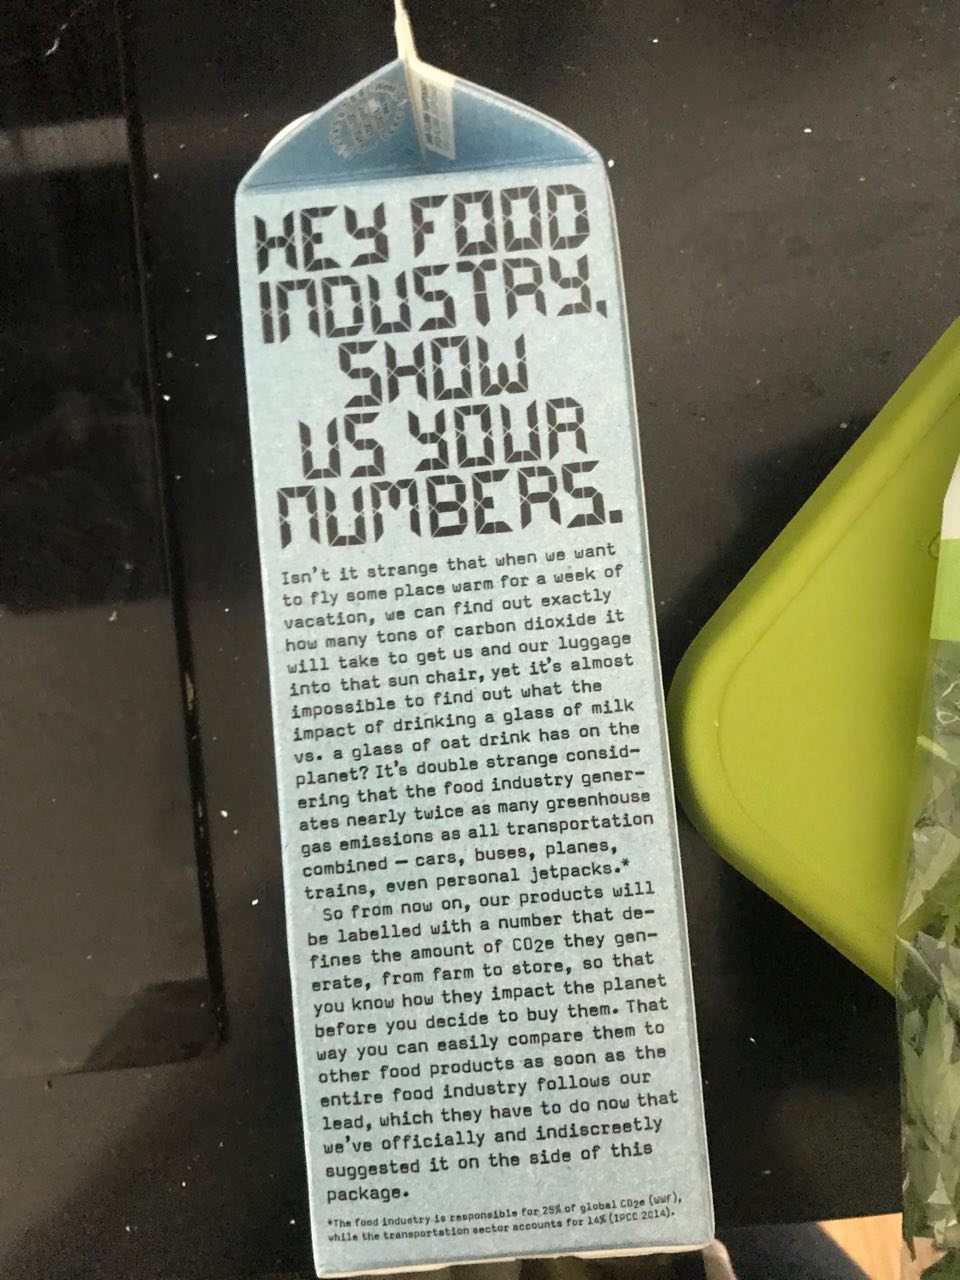 HEY FOOD
INDUSTRY,
SHOW
US YOUR
NUMBERS.
Isn't it strange that when we want
to fly some place warm for a week of
vacation, we can find out exactly
how many tons of carbon dioxide it
will take to get us and our luggage
into that sun chair, yet it's almost
impossible to find out what the
impact of drinking a glass of milk
vs. a glass of oat drink has on the
planet? It's double strange consid-
ering that the food industry gener-
ates nearly twice as many greenhouse
gas emissions as all transportation
combined — cars, buses, planes,
trains, even personal jetpacks.*
So from now on, our products will
be labelled with a number that de-
fines the amount of CO2e they gen-
erate, from farm to store, so that
you know how they impact the planet
before you decide to buy them. That
way you can easily compare them to
other food products as soon as the
entire food industry follows our
lead, which they have to do now that
we've officially and indiscreetly
suggested it on the side of this
package.
*The food industry is responsible for 25% of global CO2e (WWF),
while the transportation sector accounts for 14% (IPCC 2014).